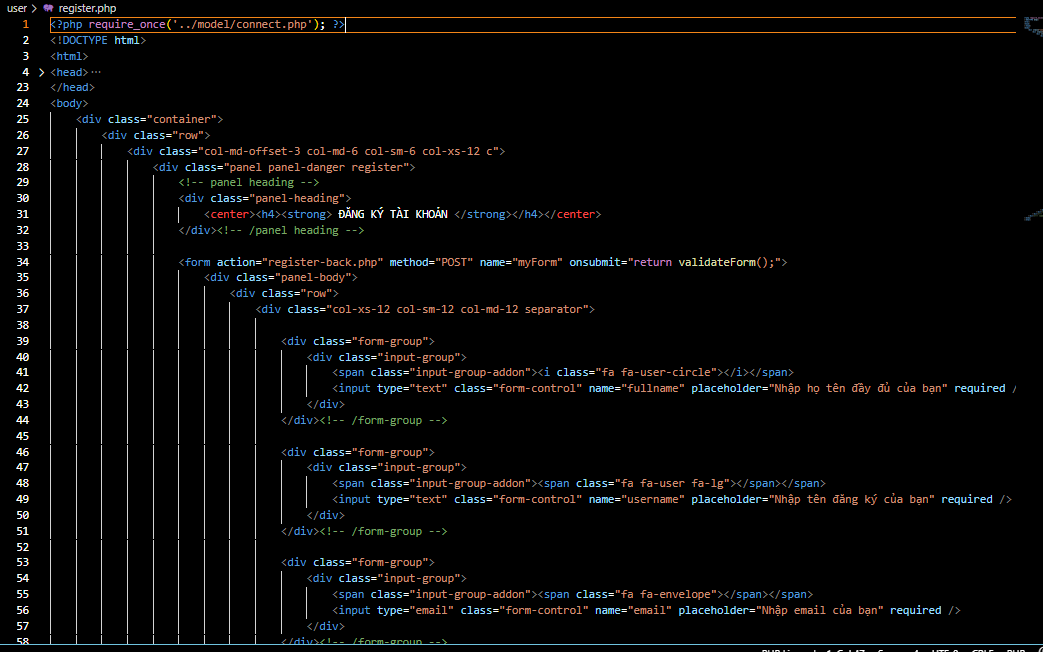 user > register.php
1 <?php require_once('../model/connect.php'); ?>
2 <!DOCTYPE html>
3 <html>
4 <head>…
23 </head>
24 <body>
25 <div class="container">
26 <div class="row">
27 <div class="col-md-offset-3 col-md-6 col-sm-6 col-xs-12 c">
28 <div class="panel panel-danger register">
29 <!-- panel heading -->
30 <div class="panel-heading">
31 <center><h4><strong> ĐĂNG KÝ TÀI KHOẢN </strong></h4></center>
32 </div><!-- /panel heading -->
33
34 <form action="register-back.php" method="POST" name="myForm" onsubmit="return validateForm();">
35 <div class="panel-body">
36 <div class="row">
37 <div class="col-xs-12 col-sm-12 col-md-12 separator">
38
39 <div class="form-group">
40 <div class="input-group">
41 <span class="input-group-addon"><i class="fa fa-user-circle"></i></span>
42 <input type="text" class="form-control" name="fullname" placeholder="Nhập họ tên đầy đủ của bạn" required /
43 </div>
44 </div><!-- /form-group -->
45
46 <div class="form-group">
47 <div class="input-group">
48 <span class="input-group-addon"><span class="fa fa-user fa-lg"></span></span>
49 <input type="text" class="form-control" name="username" placeholder="Nhập tên đăng ký của bạn" required />
50 </div>
51 </div><!-- /form-group -->
52
53 <div class="form-group">
54 <div class="input-group">
55 <span class="input-group-addon"><span class="fa fa-envelope"></span></span>
56 <input type="email" class="form-control" name="email" placeholder="Nhập email của bạn" required />
57 </div>
58 </div><!-- /form-group -->